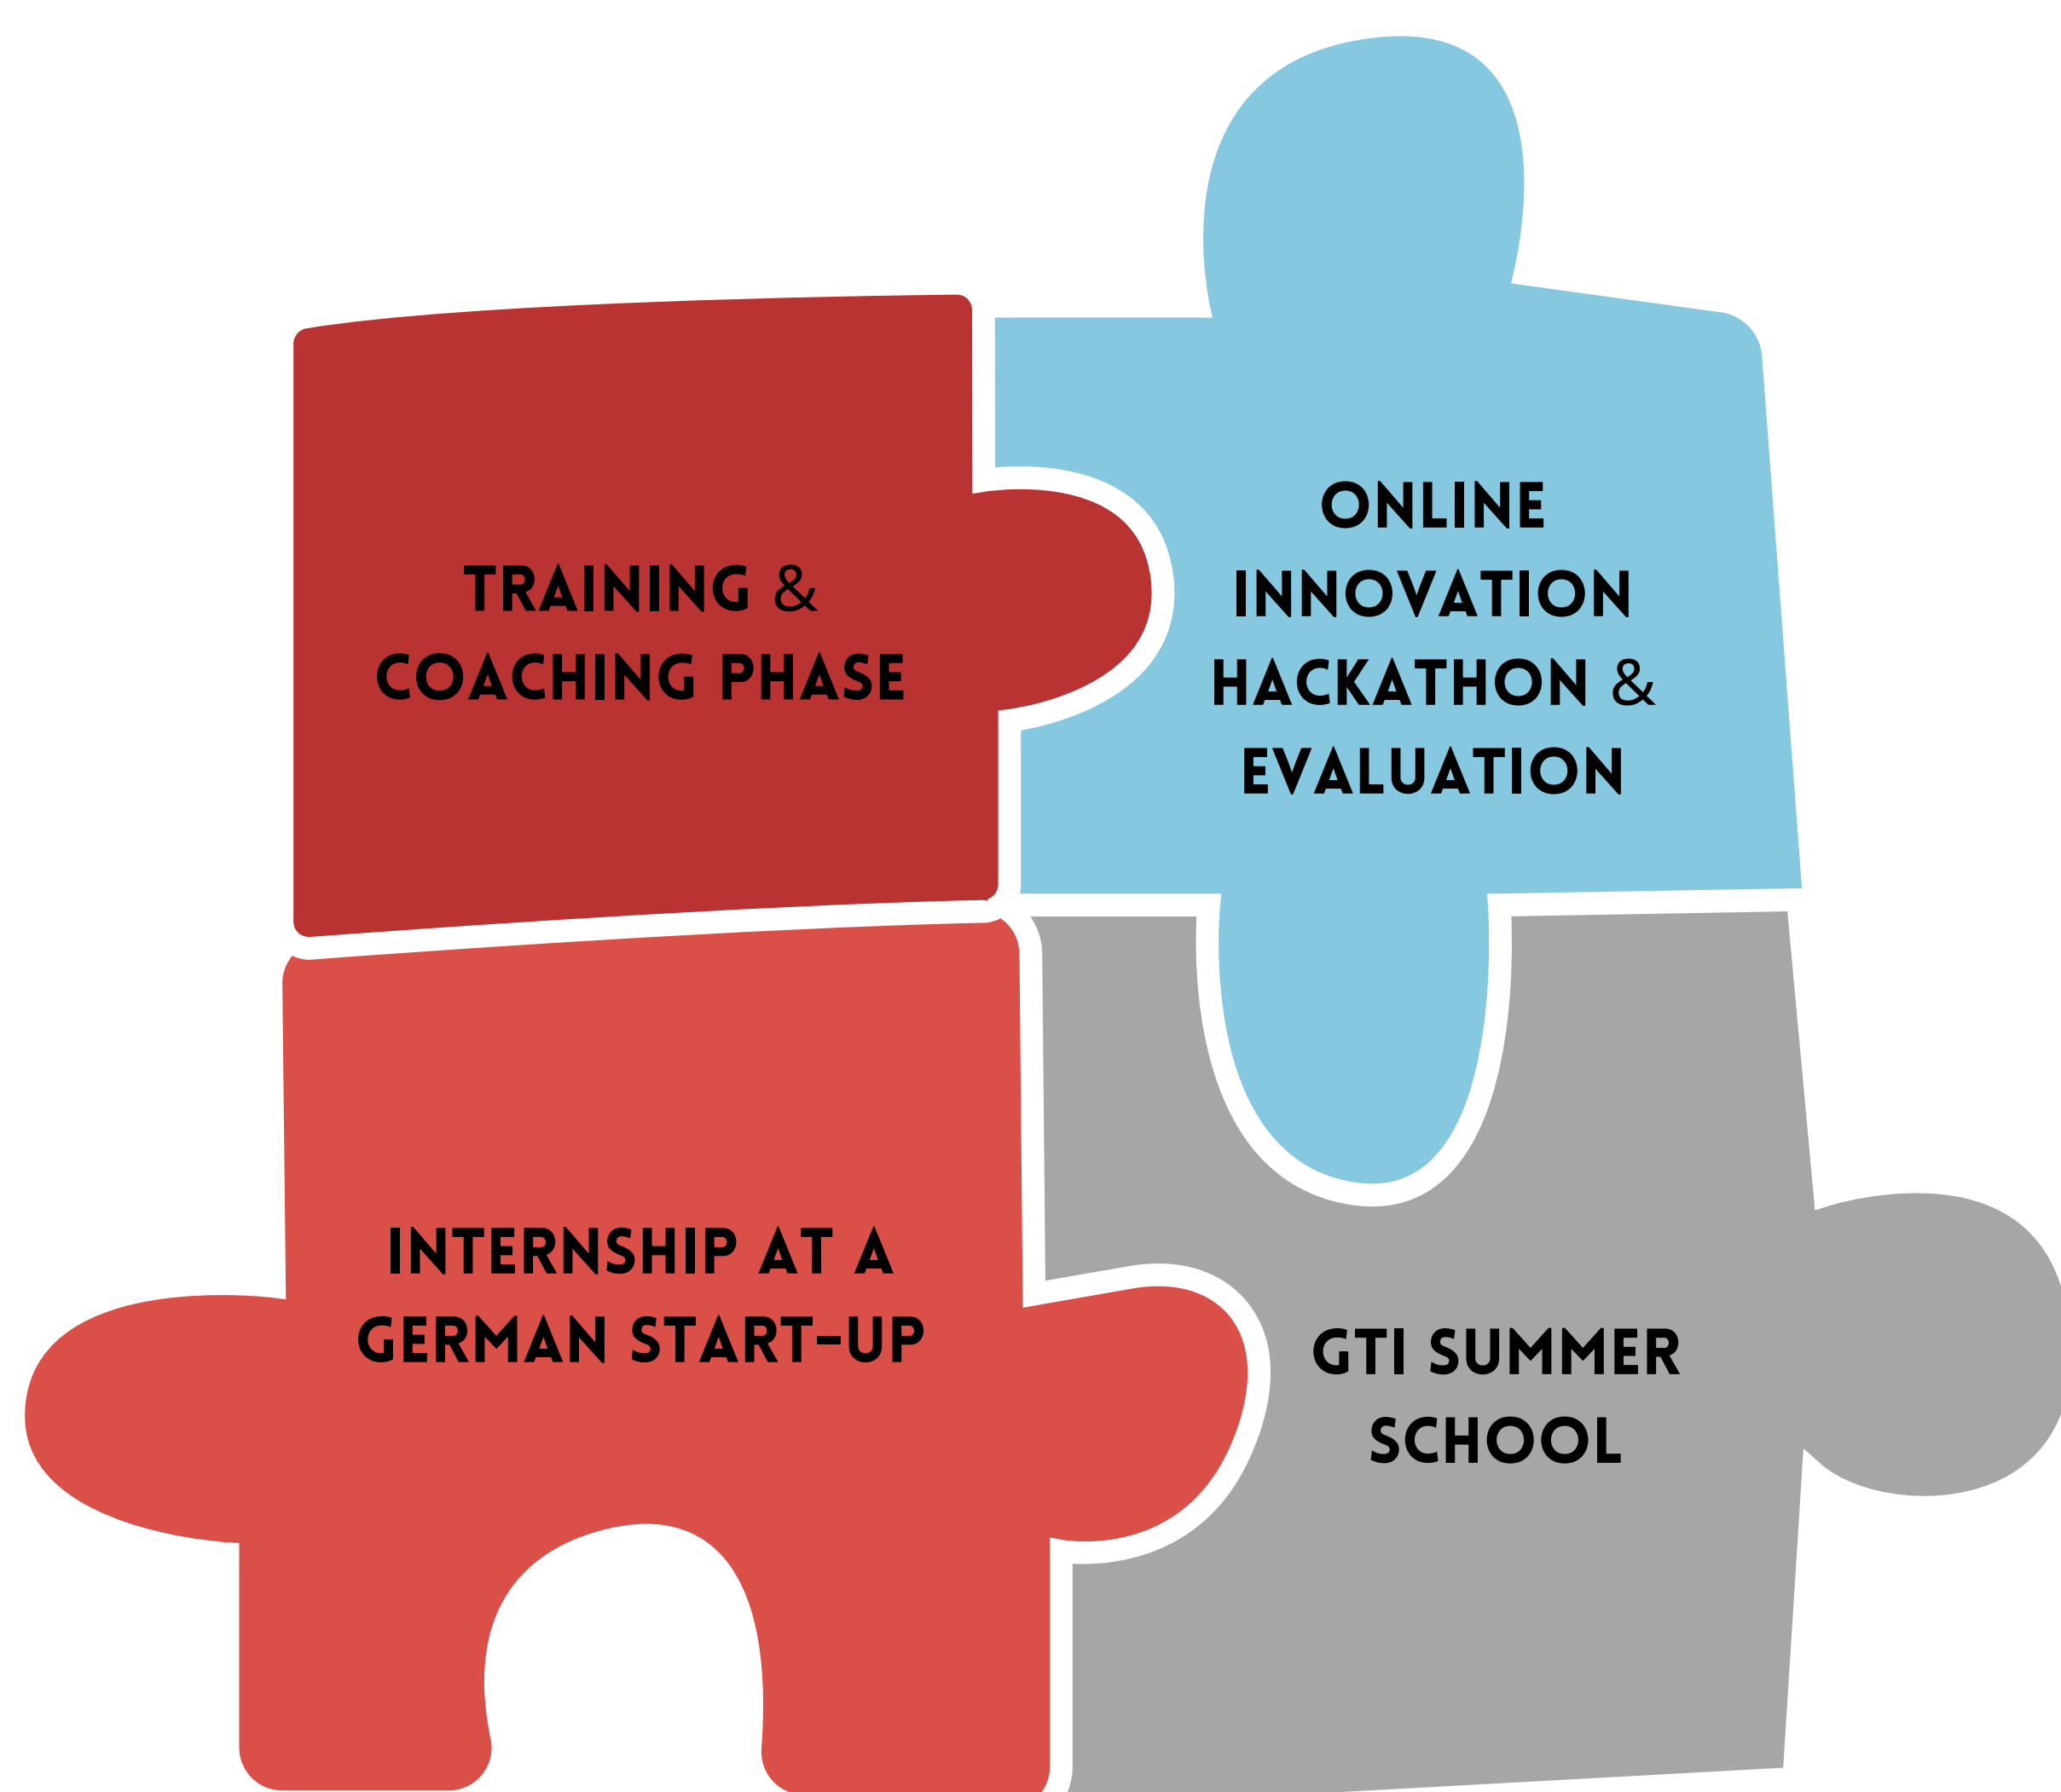 TRAINING &
COACHING PHASE
ONLINE
INNOVATION
HACKATHON &
EVALUATION
INTERNSHIP AT A
GERMAN START-UP
GTI SUMMER
SCHOOL